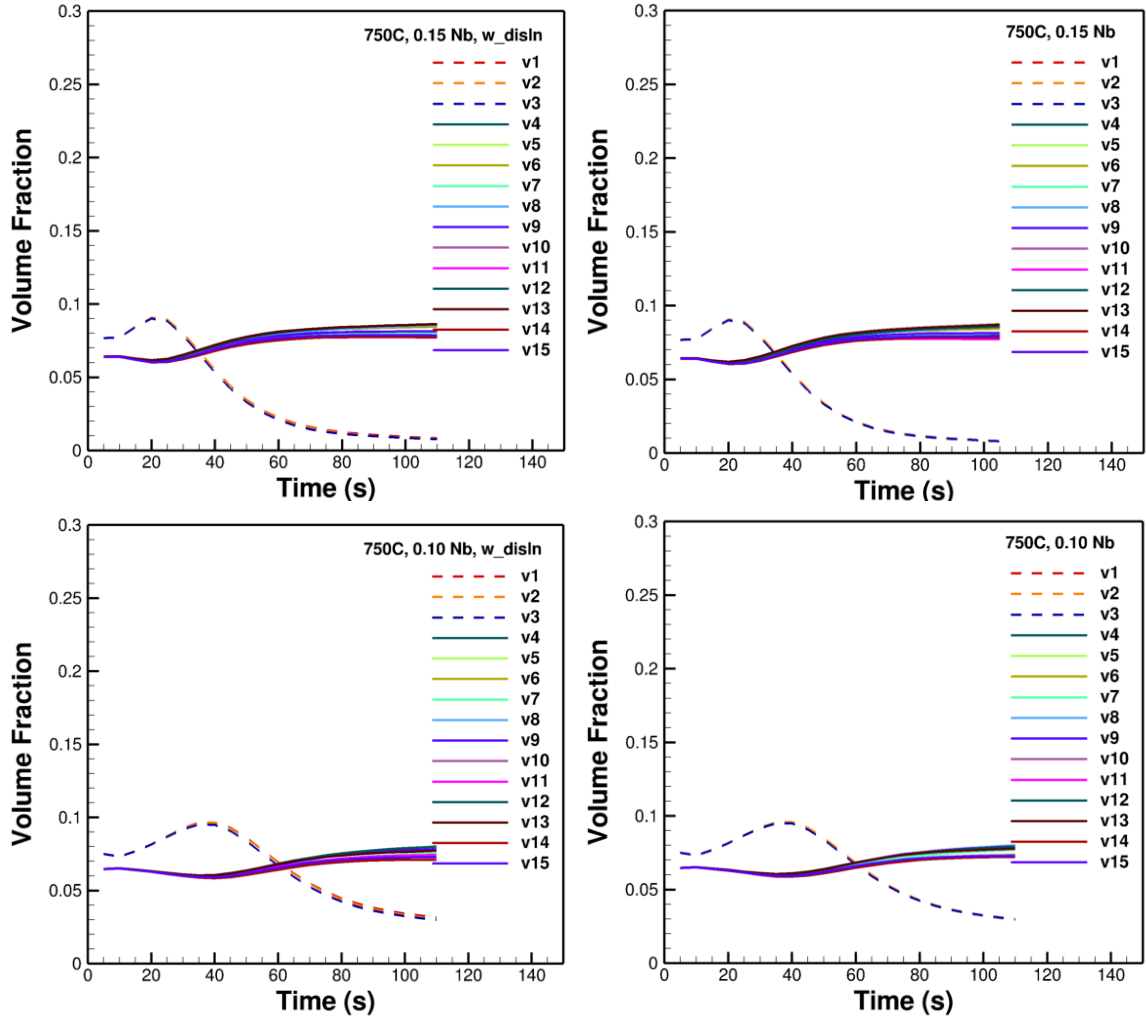 750C, 0.15 Nb, w_disln
v1
v2
v3
v4
v5
v6
v7
v8
v9
v10
v11
v12
v13
v14
v15
Volume Fraction
0.3
0.25
0.2
0.15
0.1
0.05
0
0 20 40 60 80 100 120 140
Time (s)
750C, 0.15 Nb
v1
v2
v3
v4
v5
v6
v7
v8
v9
v10
v11
v12
v13
v14
v15
Volume Fraction
0.3
0.25
0.2
0.15
0.1
0.05
0
0 20 40 60 80 100 120 140
Time (s)
750C, 0.10 Nb, w_disln
v1
v2
v3
v4
v5
v6
v7
v8
v9
v10
v11
v12
v13
v14
v15
Volume Fraction
0.3
0.25
0.2
0.15
0.1
0.05
0
0 20 40 60 80 100 120 140
Time (s)
750C, 0.10 Nb
v1
v2
v3
v4
v5
v6
v7
v8
v9
v10
v11
v12
v13
v14
v15
Volume Fraction
0.3
0.25
0.2
0.15
0.1
0.05
0
0 20 40 60 80 100 120 140
Time (s)